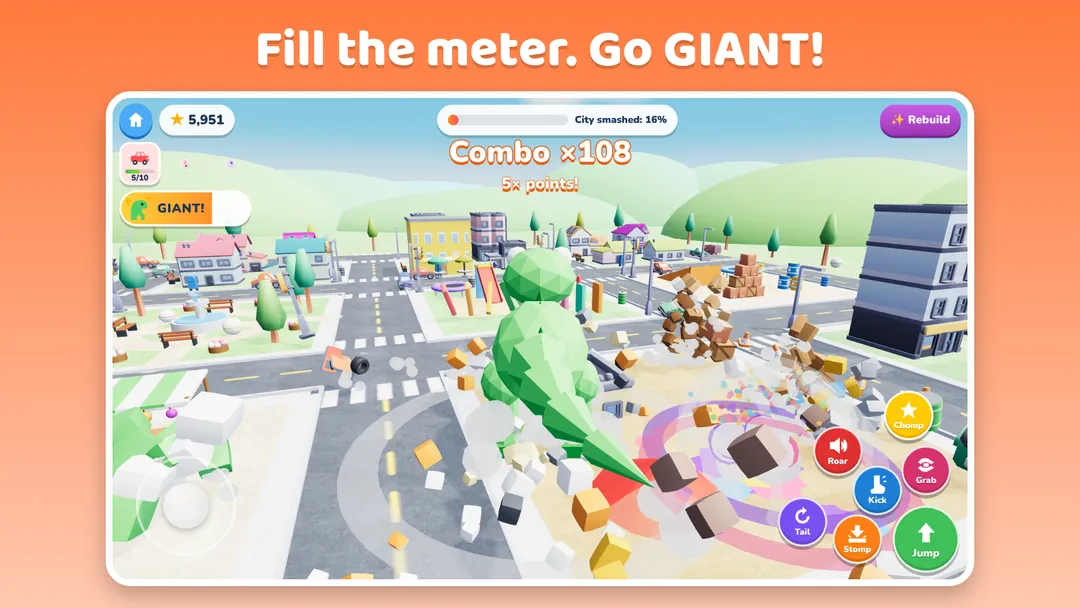 Fill the meter. Go GIANT!
5,951
City smashed: 16%
Rebuild
Combo ×108
5× points!
5/10
GIANT!
Chomp
Roar
Grab
Kick
Tail
Stomp
Jump